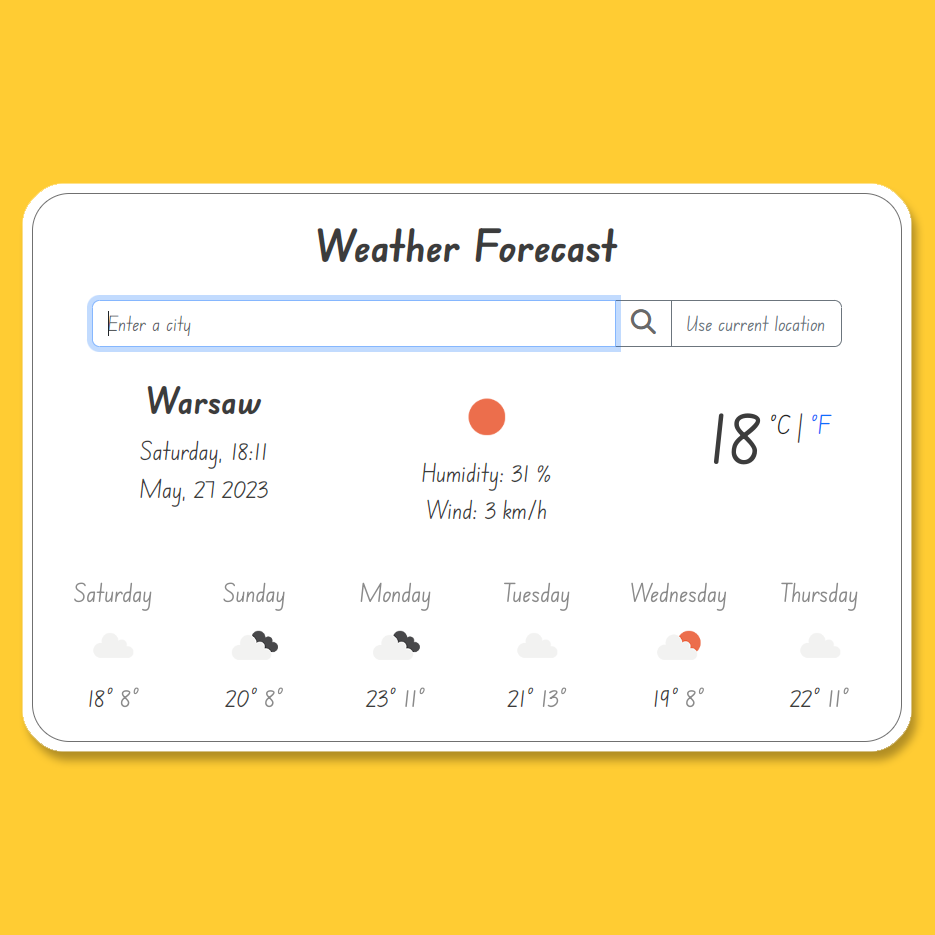 Weather Forecast
Enter a city
Use current location
Warsaw
Saturday, 18:11
May, 27 2023
Humidity: 31 %
Wind: 3 km/h
18 °C | °F
Saturday Sunday Monday Tuesday Wednesday Thursday
18° 8° 20° 8° 23° 11° 21° 13° 19° 8° 22° 11°